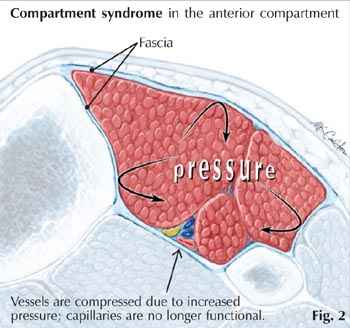 Compartment syndrome in the anterior compartment
Fascia
pressure
Vessels are compressed due to increased
pressure; capillaries are no longer functional.
Fig. 2